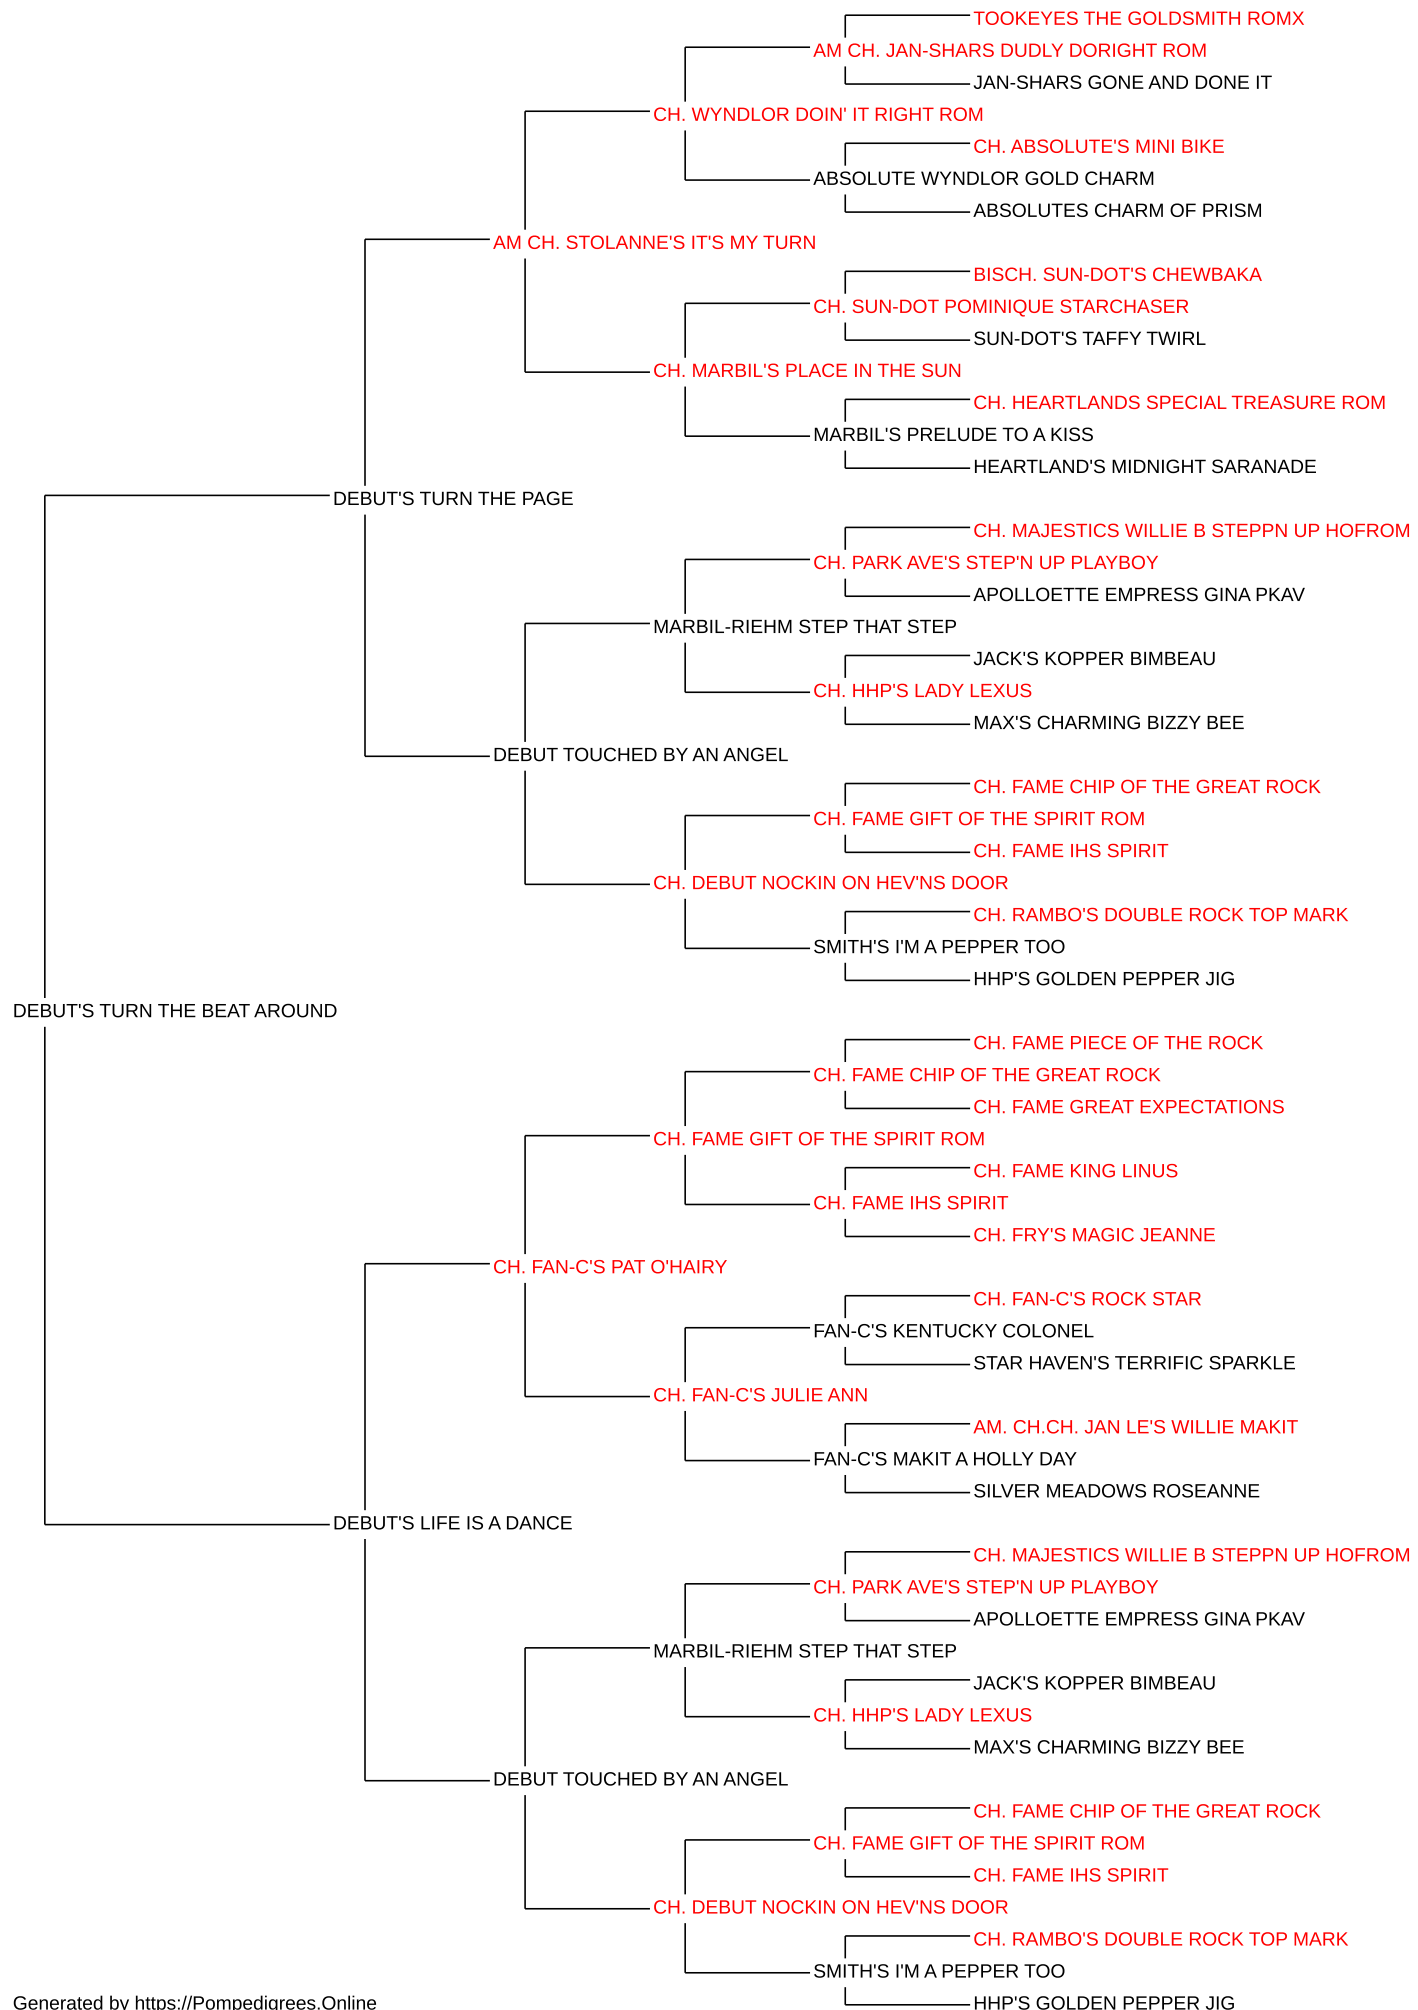 TOOKEYES THE GOLDSMITH ROMX
AM CH. JAN-SHARS DUDLY DORIGHT ROM
JAN-SHARS GONE AND DONE IT
CH. WYNDLOR DOIN' IT RIGHT ROM
CH. ABSOLUTE'S MINI BIKE
ABSOLUTE WYNDLOR GOLD CHARM
ABSOLUTES CHARM OF PRISM
AM CH. STOLANNE'S IT'S MY TURN
BISCH. SUN-DOT'S CHEWBAKA
CH. SUN-DOT POMINIQUE STARCHASER
SUN-DOT'S TAFFY TWIRL
CH. MARBIL'S PLACE IN THE SUN
CH. HEARTLANDS SPECIAL TREASURE ROM
MARBIL'S PRELUDE TO A KISS
HEARTLAND'S MIDNIGHT SARANADE
DEBUT'S TURN THE PAGE
CH. MAJESTICS WILLIE B STEPPN UP HOFROM
CH. PARK AVE'S STEP'N UP PLAYBOY
APOLLOETTE EMPRESS GINA PKAV
MARBIL-RIEHM STEP THAT STEP
JACK'S KOPPER BIMBEAU
CH. HHP'S LADY LEXUS
MAX'S CHARMING BIZZY BEE
DEBUT TOUCHED BY AN ANGEL
CH. FAME CHIP OF THE GREAT ROCK
CH. FAME GIFT OF THE SPIRIT ROM
CH. FAME IHS SPIRIT
CH. DEBUT NOCKIN ON HEV'NS DOOR
CH. RAMBO'S DOUBLE ROCK TOP MARK
SMITH'S I'M A PEPPER TOO
HHP'S GOLDEN PEPPER JIG
DEBUT'S TURN THE BEAT AROUND
CH. FAME PIECE OF THE ROCK
CH. FAME CHIP OF THE GREAT ROCK
CH. FAME GREAT EXPECTATIONS
CH. FAME GIFT OF THE SPIRIT ROM
CH. FAME KING LINUS
CH. FAME IHS SPIRIT
CH. FRY'S MAGIC JEANNE
CH. FAN-C'S PAT O'HAIRY
CH. FAN-C'S ROCK STAR
FAN-C'S KENTUCKY COLONEL
STAR HAVEN'S TERRIFIC SPARKLE
CH. FAN-C'S JULIE ANN
AM. CH.CH. JAN LE'S WILLIE MAKIT
FAN-C'S MAKIT A HOLLY DAY
SILVER MEADOWS ROSEANNE
DEBUT'S LIFE IS A DANCE
CH. MAJESTICS WILLIE B STEPPN UP HOFROM
CH. PARK AVE'S STEP'N UP PLAYBOY
APOLLOETTE EMPRESS GINA PKAV
MARBIL-RIEHM STEP THAT STEP
JACK'S KOPPER BIMBEAU
CH. HHP'S LADY LEXUS
MAX'S CHARMING BIZZY BEE
DEBUT TOUCHED BY AN ANGEL
CH. FAME CHIP OF THE GREAT ROCK
CH. FAME GIFT OF THE SPIRIT ROM
CH. FAME IHS SPIRIT
CH. DEBUT NOCKIN ON HEV'NS DOOR
CH. RAMBO'S DOUBLE ROCK TOP MARK
SMITH'S I'M A PEPPER TOO
HHP'S GOLDEN PEPPER JIG
Generated by https://Pompedigrees.Online